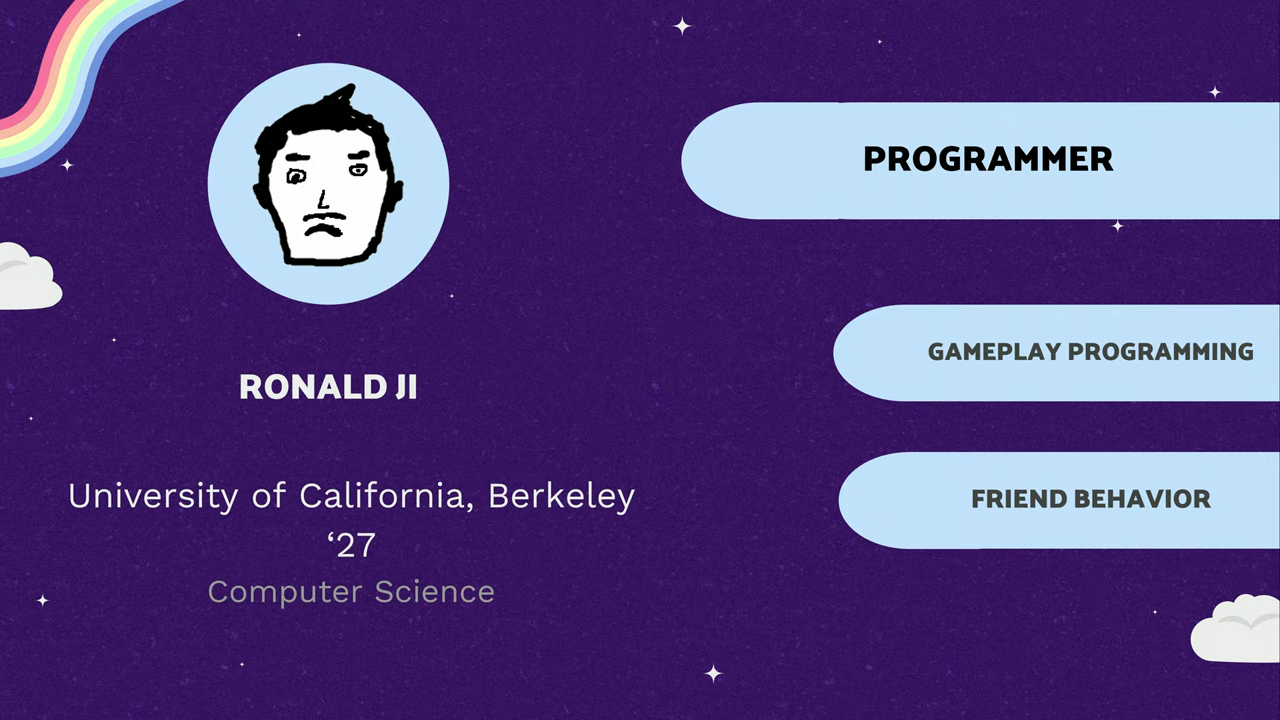 RONALD JI
University of California, Berkeley
‘27
Computer Science
PROGRAMMER
GAMEPLAY PROGRAMMING
FRIEND BEHAVIOR